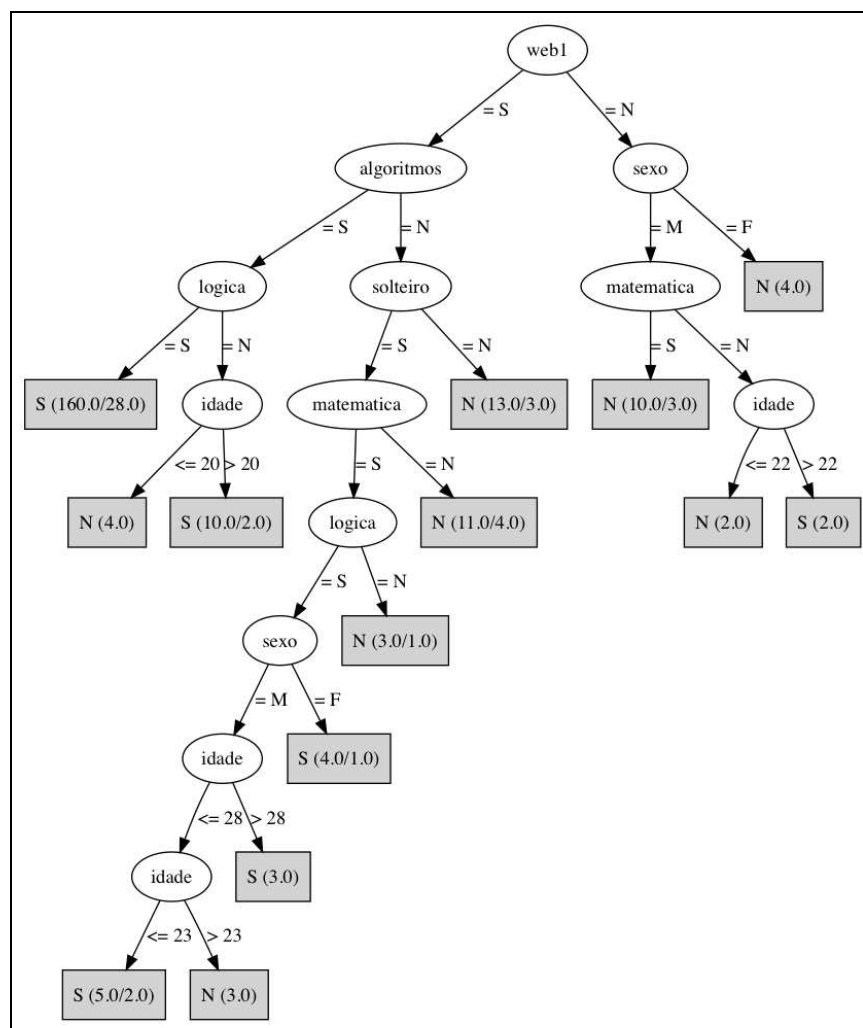 web1
= S
= N
algoritmos
sexo
= S
= N
= M
= F
logica
solteiro
matematica
N (4.0)
= S
= N
= S
= N
= S
= N
S (160.0/28.0)
idade
matematica
N (13.0/3.0)
N (10.0/3.0)
idade
<= 20
> 20
= S
= N
<= 22
> 22
N (4.0)
S (10.0/2.0)
logica
N (11.0/4.0)
N (2.0)
S (2.0)
= S
= N
sexo
N (3.0/1.0)
= M
= F
idade
S (4.0/1.0)
<= 28
> 28
idade
S (3.0)
<= 23
> 23
S (5.0/2.0)
N (3.0)